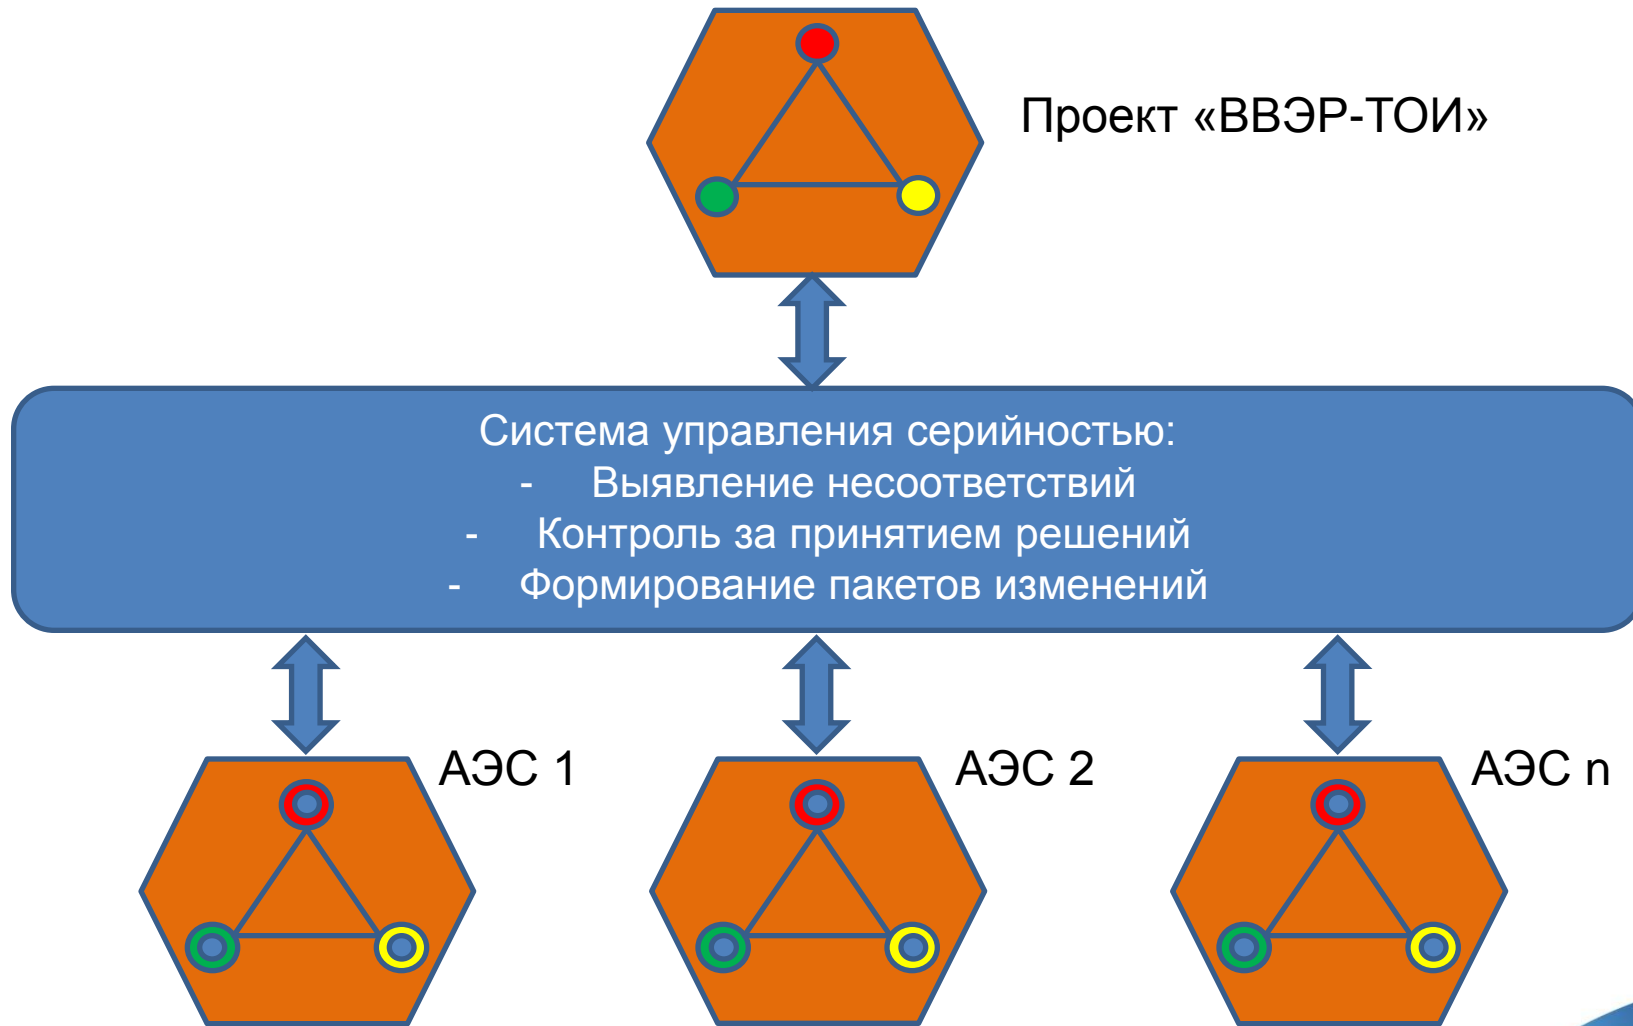 Проект «ВВЭР-ТОИ»
Система управления серийностью:
- Выявление несоответствий
- Контроль за принятием решений
- Формирование пакетов изменений
АЭС 1
АЭС 2
АЭС n